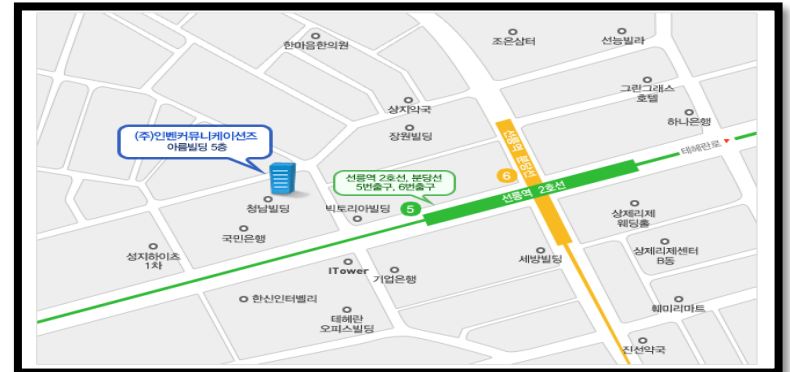 한마음한의원
조은샹터
선능빌라
그린그래스
호텔
상지약국
하나은행
장원빌딩
(주)인벤커뮤니케이션즈
아름빌딩 5층
선릉역 분당선
테헤란로
6
선릉역 2호선, 분당선
5번출구, 6번출구
선릉역 2호선
청남빌딩
빅토리아빌딩
5
상제리제
웨딩홀
국민은행
성지하이츠
1차
세방빌딩
상제리제센터
B동
ITower
기업은행
한신인터벨리
훼미리마트
테헤란
오피스빌딩
진선약국